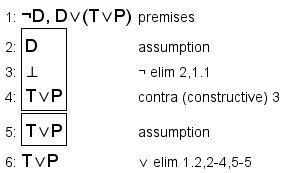 1: ¬D, D∨(T∨P) premises
2: D assumption
3: ⊥ ¬ elim 2,1.1
4: T∨P contra (constructive) 3
5: T∨P assumption
6: T∨P ∨ elim 1.2,2-4,5-5